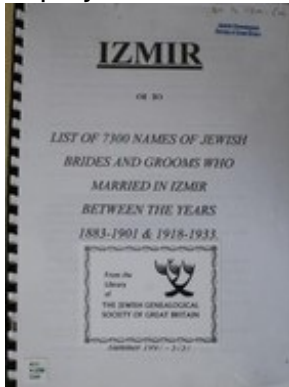 IZMIR
LIST OF 7300 NAMES OF JEWISH
BRIDES AND GROOMS WHO
MARRIED IN IZMIR
BETWEEN THE YEARS
1883-1901 & 1918-1933.
From the
Library
of
THE JEWISH GENEALOGICAL
SOCIETY OF GREAT BRITAIN